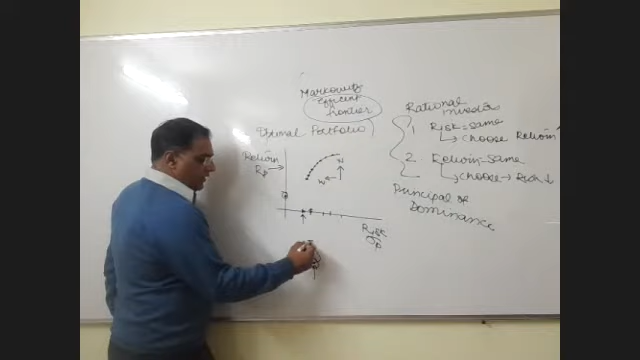 Markowitz
Efficient
frontier
Optimal Portfolio
Return
Rp
Risk
σp
Rational
Investor
1 Risk = Same
Choose Return ↑
2 Return = Same
Choose → Risk ↓
Principal of
Dominance